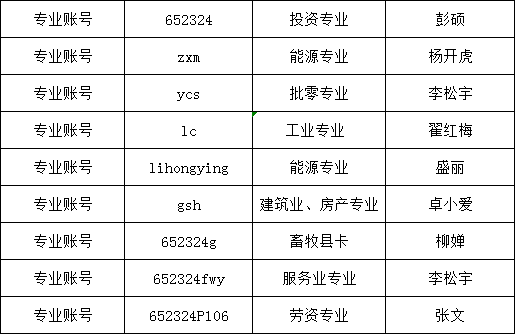 专业账号 652324 投资专业 彭硕
专业账号 zxm 能源专业 杨开虎
专业账号 ycs 批零专业 李松宇
专业账号 lc 工业专业 翟红梅
专业账号 lihongying 能源专业 盛丽
专业账号 gsh 建筑业、房产专业 卓小爱
专业账号 652324g 畜牧县卡 柳婵
专业账号 652324fwy 服务业专业 李松宇
专业账号 652324P106 劳资专业 张文